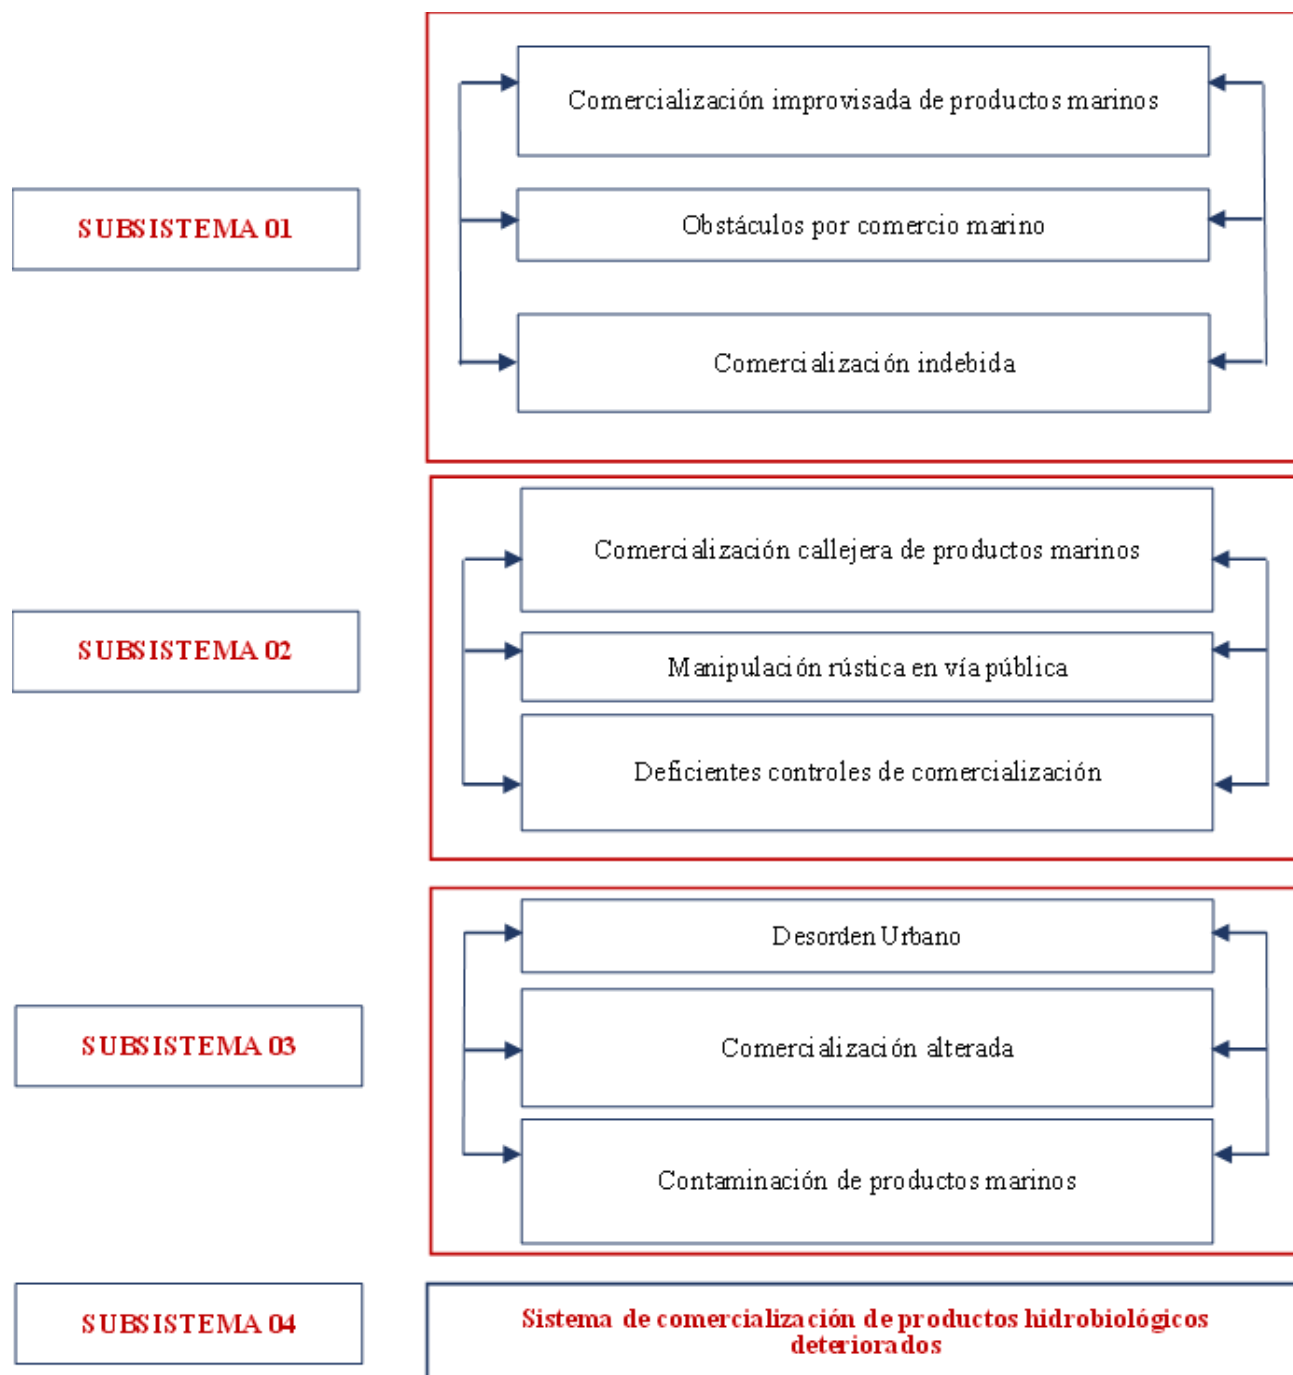 Comercialización improvisada de productos marinos
SUBSISTEMA 01
Obstáculos por comercio marino
Comercialización indebida
Comercialización callejera de productos marinos
SUBSISTEMA 02
Manipulación rústica en vía pública
Deficientes controles de comercialización
Desorden Urbano
SUBSISTEMA 03
Comercialización alterada
Contaminación de productos marinos
SUBSISTEMA 04
Sistema de comercialización de productos hidrobiológicos
deteriorados